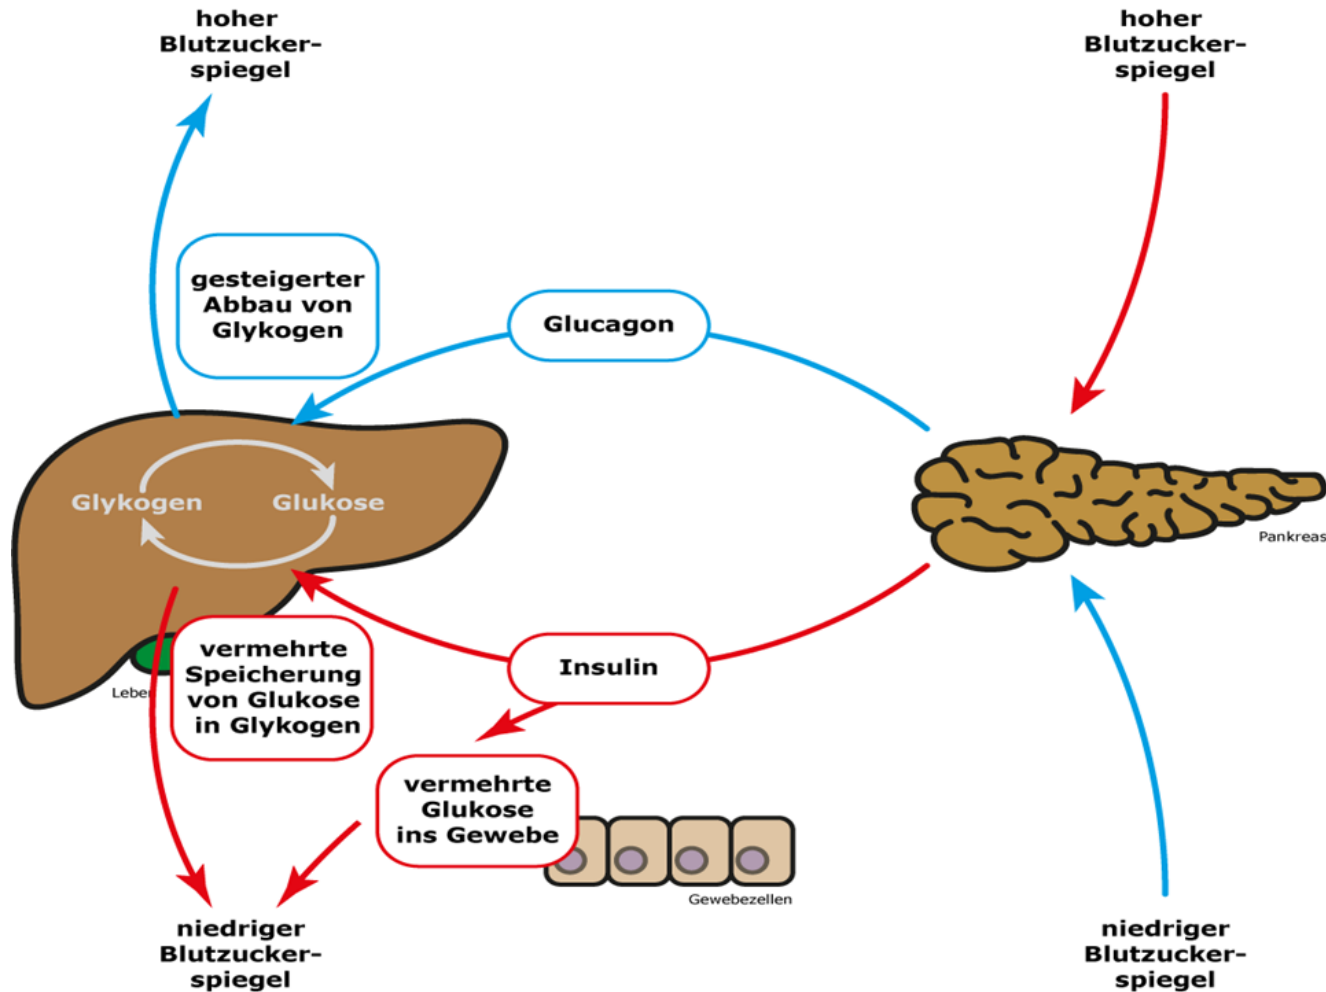 hoher
Blutzucker-
spiegel
hoher
Blutzucker-
spiegel
gesteigerter
Abbau von
Glykogen
Glucagon
Glykogen
Glukose
Pankreas
vermehrte
Speicherung
von Glukose
in Glykogen
Leber
Insulin
vermehrte
Glukose
ins Gewebe
Gewebezellen
niedriger
Blutzucker-
spiegel
niedriger
Blutzucker-
spiegel